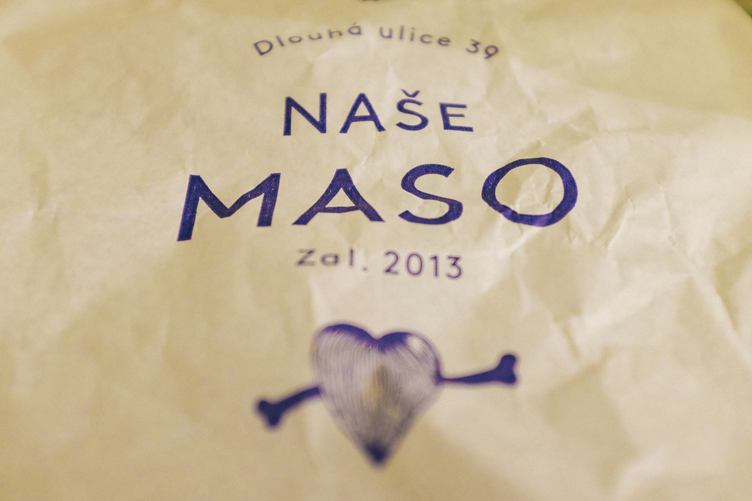 Dlouhá ulice 39
NAŠE
MASO
Zal. 2013